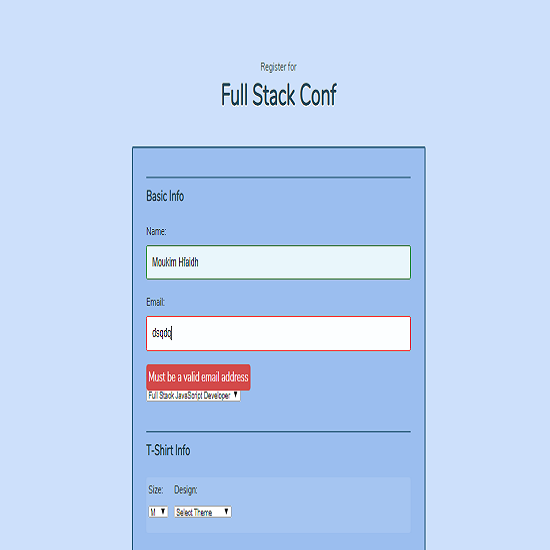 Register for
Full Stack Conf
Basic Info
Name:
Moukim Hfaidh
Email:
dsqdq
Must be a valid email address
Full Stack JavaScript Developer
T-Shirt Info
Size: Design:
M Select Theme